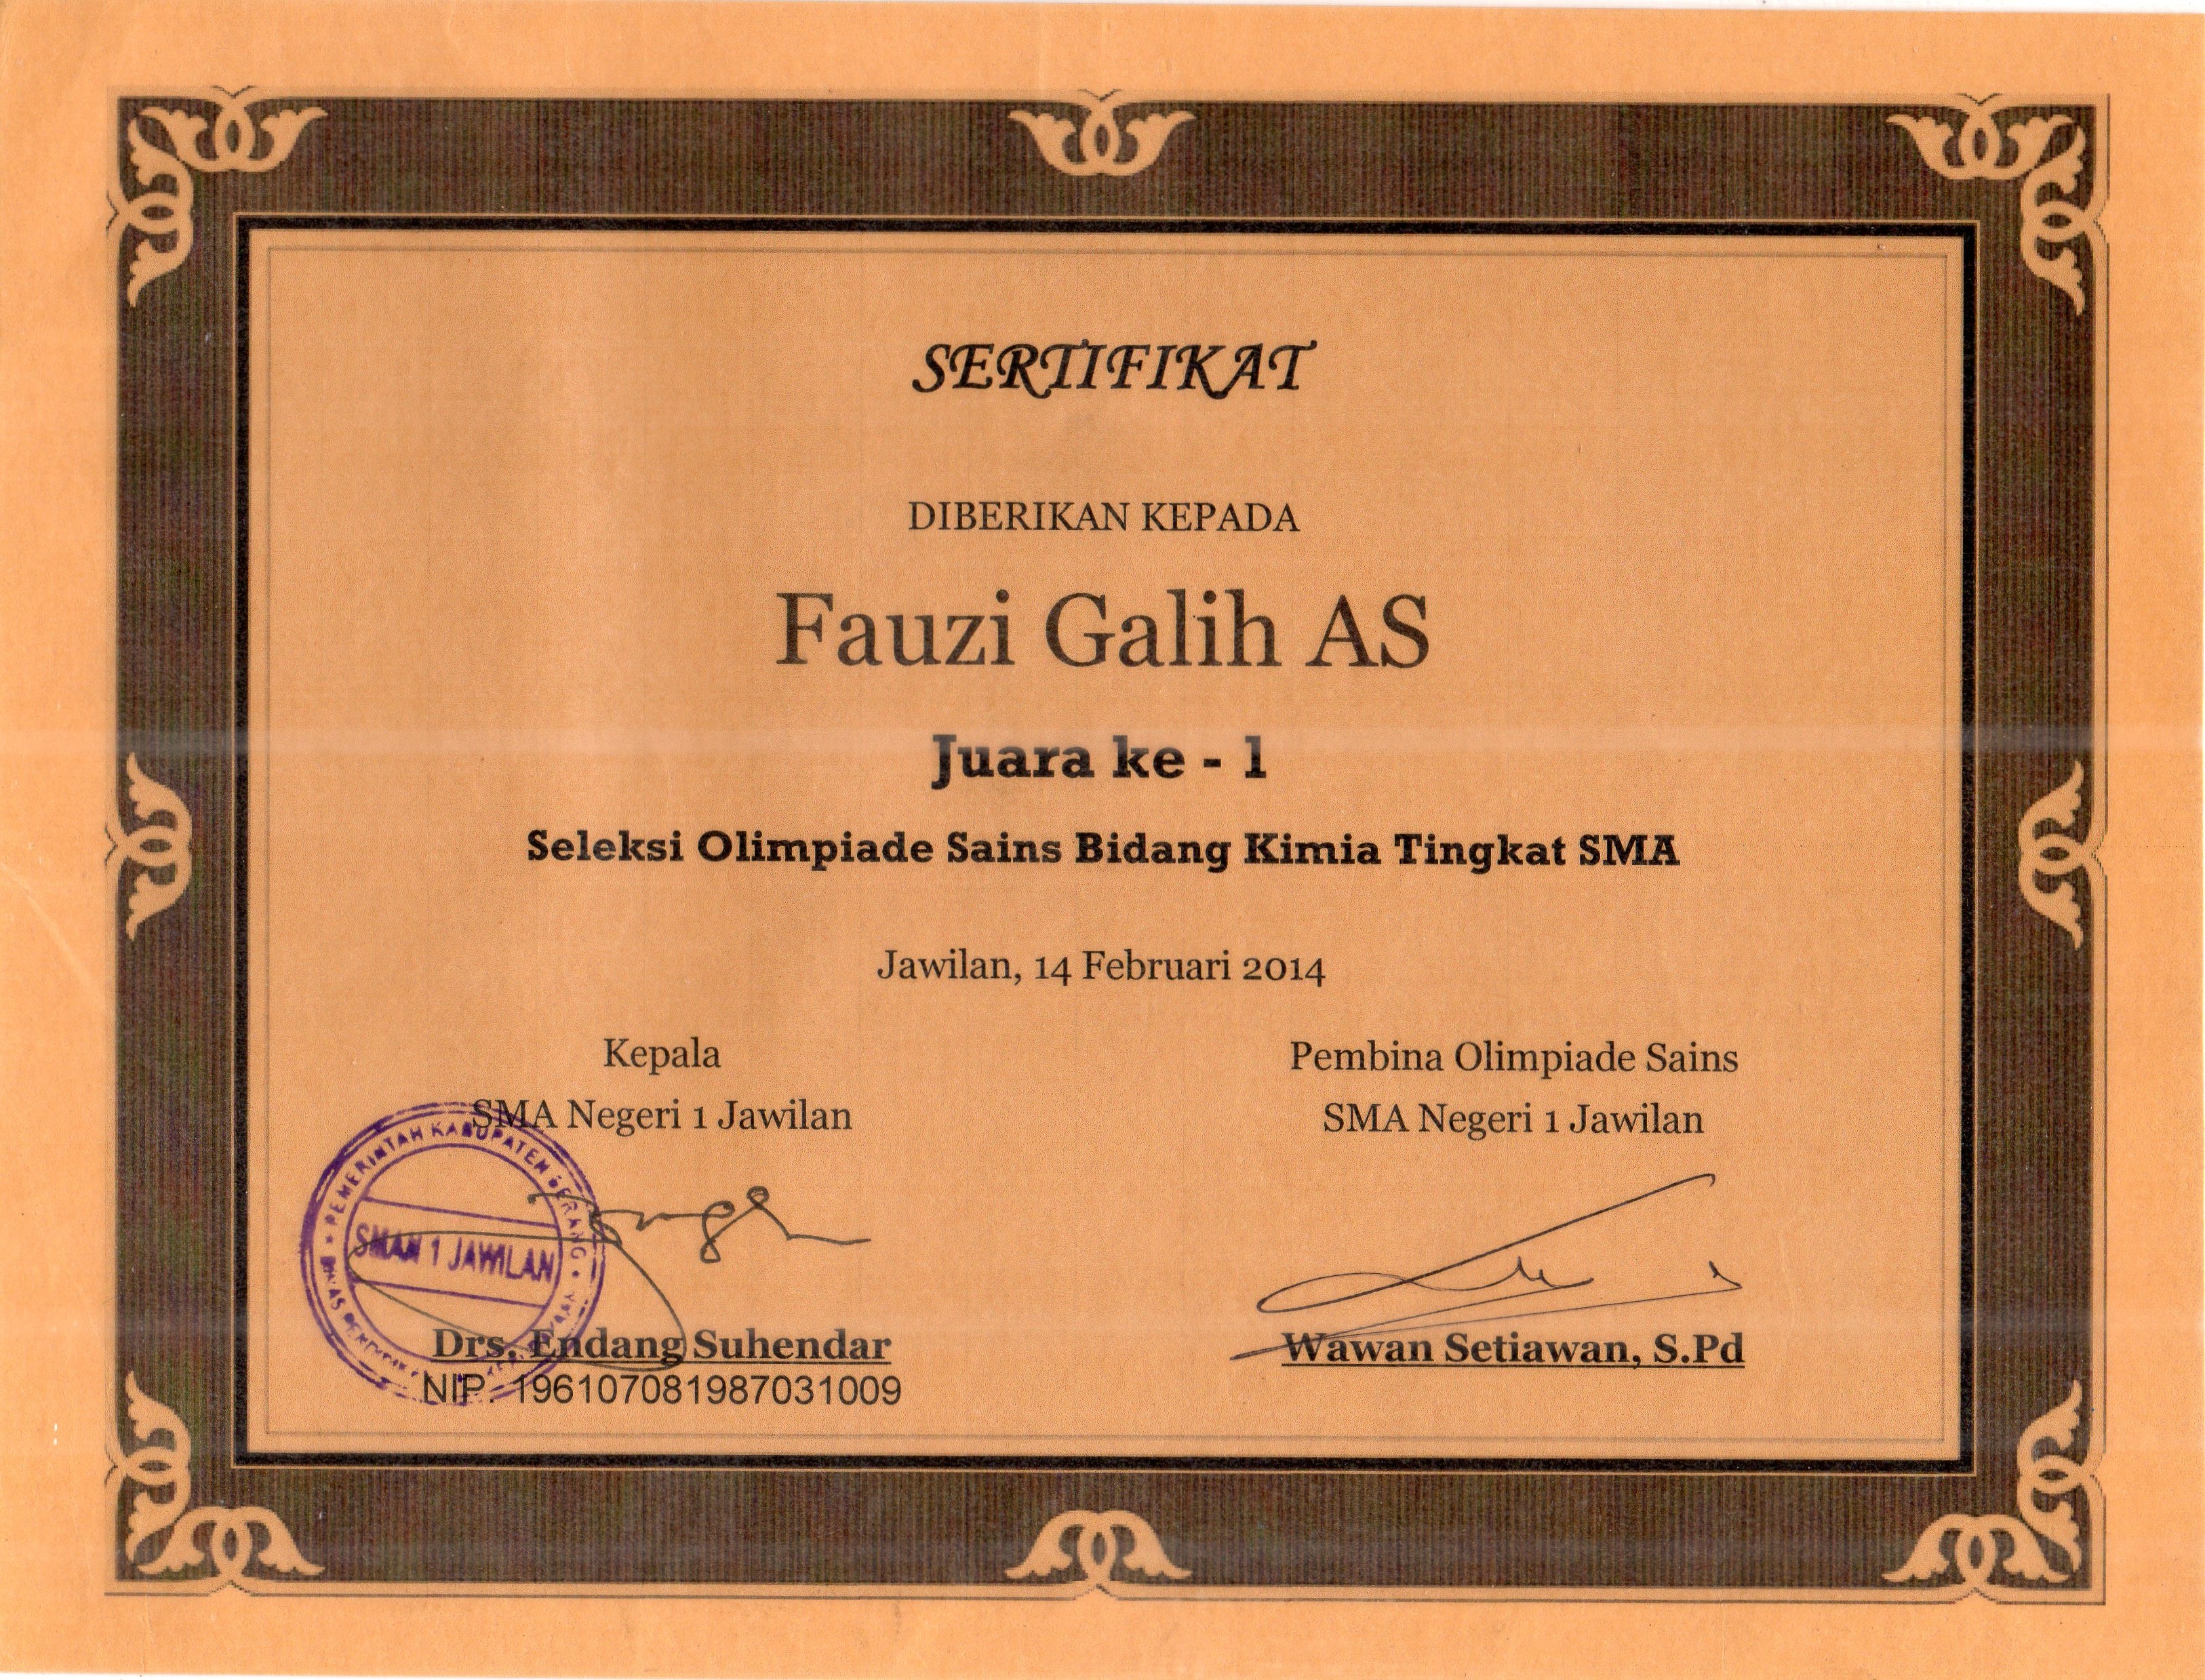 SERTIFIKAT
DIBERIKAN KEPADA
Fauzi Galih AS
Juara ke - 1
Seleksi Olimpiade Sains Bidang Kimia Tingkat SMA
Jawilan, 14 Februari 2014
Kepala
SMA Negeri 1 Jawilan
PEMERINTAH KABUPATEN SERANG
SMAN 1 JAWILAN
Drs. Endang Suhendar
NIP. 196107081987031009
Pembina Olimpiade Sains
SMA Negeri 1 Jawilan
Wawan Setiawan, S.Pd